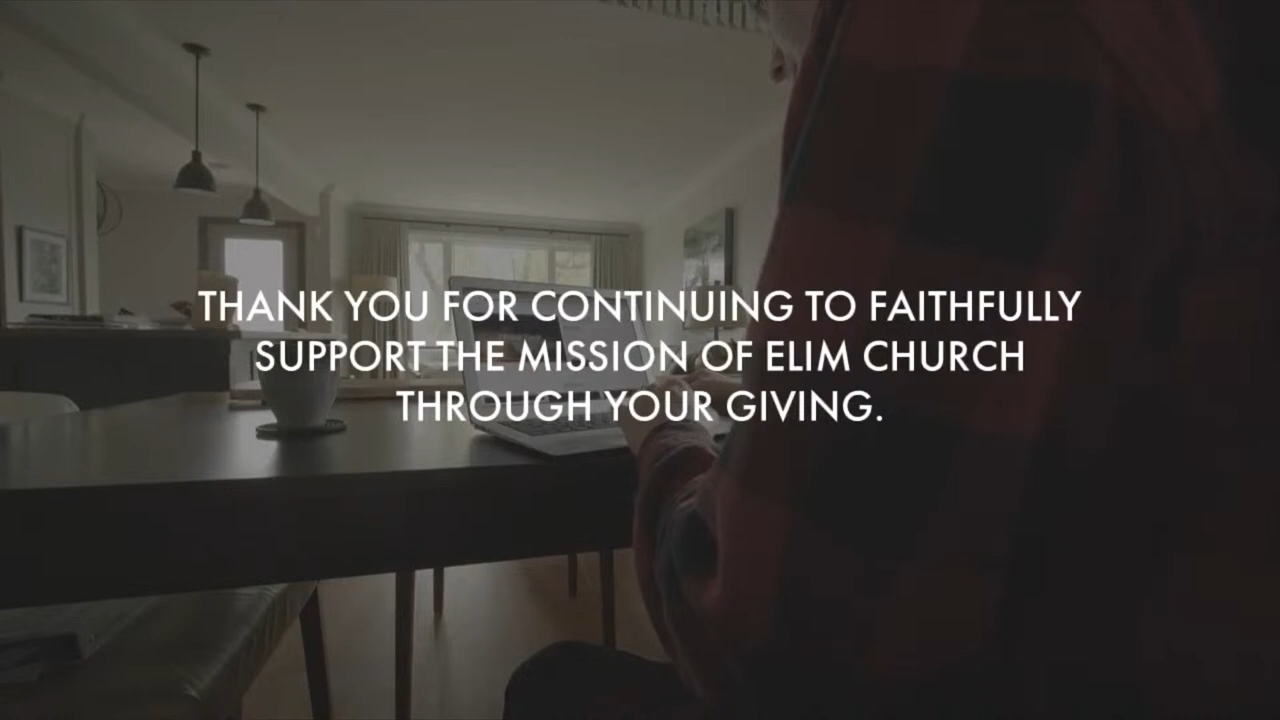 THANK YOU FOR CONTINUING TO FAITHFULLY
SUPPORT THE MISSION OF ELIM CHURCH
THROUGH YOUR GIVING.